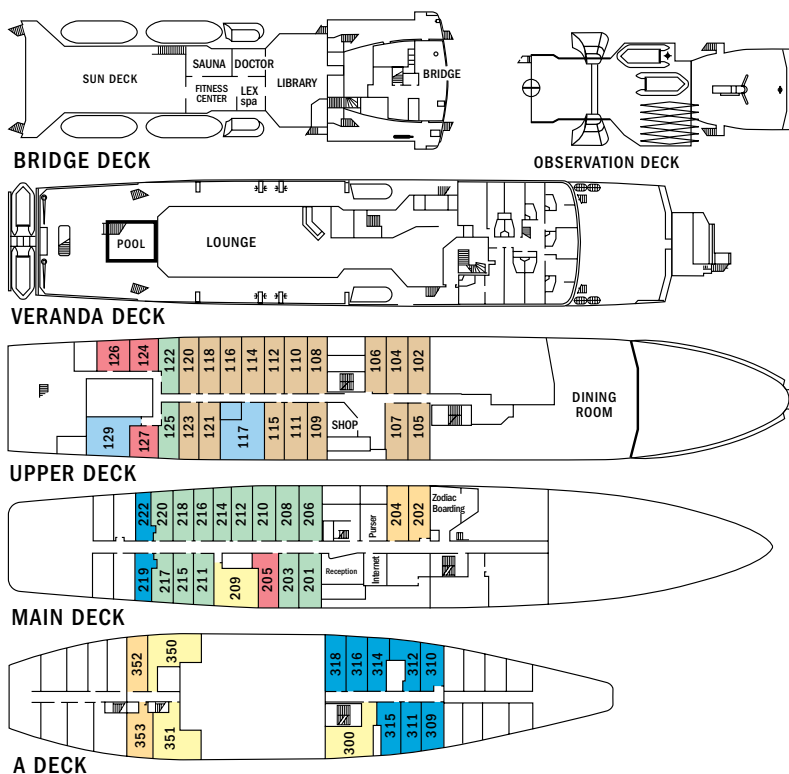 SUN DECK
SAUNA
DOCTOR
FITNESS
CENTER
LEX
spa
LIBRARY
BRIDGE
BRIDGE DECK
OBSERVATION DECK
POOL
LOUNGE
VERANDA DECK
126
124
122
120
118
116
114
112
110
108
106
104
102
129
127
125
123
121
117
115
111
109
SHOP
107
105
DINING
ROOM
UPPER DECK
222
220
218
216
214
212
210
208
206
Purser
204
202
Zodiac
Boarding
219
217
215
211
209
205
203
201
Reception
Internet
MAIN DECK
352
350
318
316
314
312
310
353
351
300
315
311
309
A DECK